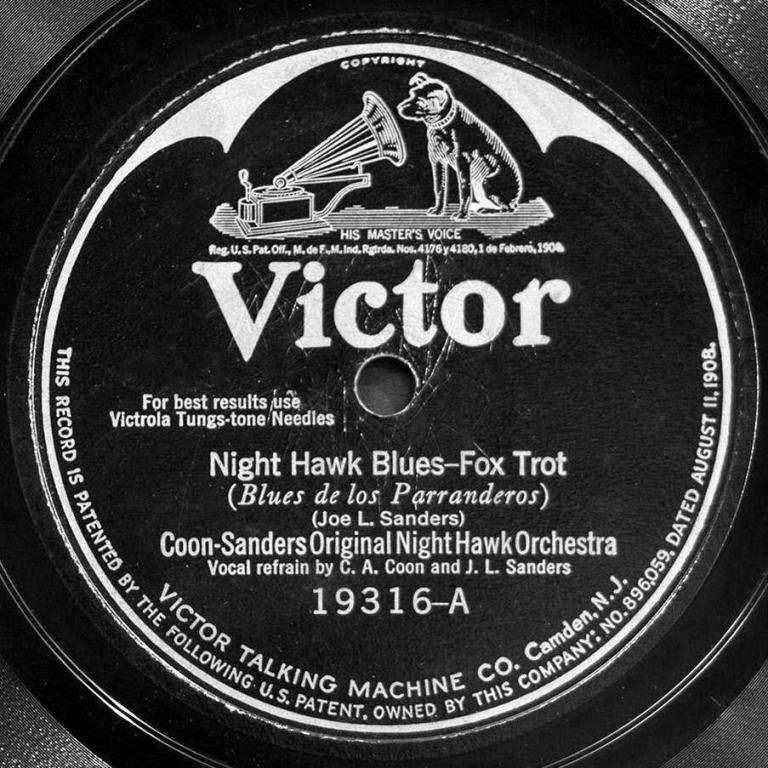 COPYRIGHT
HIS MASTER'S VOICE
Reg. U. S. Pat. Off., M. de F., M. Ind. Rgtrda. Nos. 4176 y 4180, 1 de Febrero, 1908
Victor
For best results use
Victrola Tungs-tone Needles
Night Hawk Blues–Fox Trot
(Blues de los Parranderos)
(Joe L. Sanders)
Coon-Sanders Original Night Hawk Orchestra
Vocal refrain by C. A. Coon and J. L. Sanders
19316–A
VICTOR TALKING MACHINE CO. Camden, N. J.
THIS RECORD IS PATENTED BY THE FOLLOWING U. S. PATENT, OWNED BY THIS COMPANY: NO. 896,059, DATED AUGUST 11, 1908.